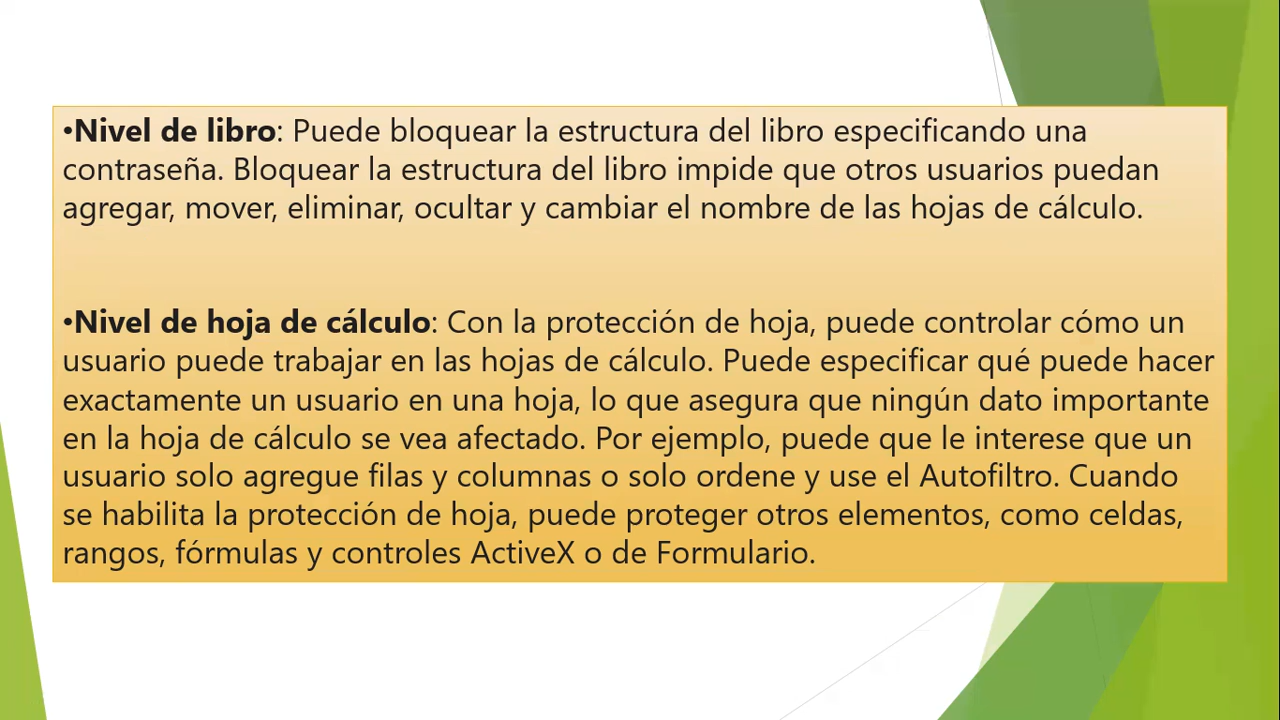 •Nivel de libro: Puede bloquear la estructura del libro especificando una
contraseña. Bloquear la estructura del libro impide que otros usuarios puedan
agregar, mover, eliminar, ocultar y cambiar el nombre de las hojas de cálculo.
•Nivel de hoja de cálculo: Con la protección de hoja, puede controlar cómo un
usuario puede trabajar en las hojas de cálculo. Puede especificar qué puede hacer
exactamente un usuario en una hoja, lo que asegura que ningún dato importante
en la hoja de cálculo se vea afectado. Por ejemplo, puede que le interese que un
usuario solo agregue filas y columnas o solo ordene y use el Autofiltro. Cuando
se habilita la protección de hoja, puede proteger otros elementos, como celdas,
rangos, fórmulas y controles ActiveX o de Formulario.